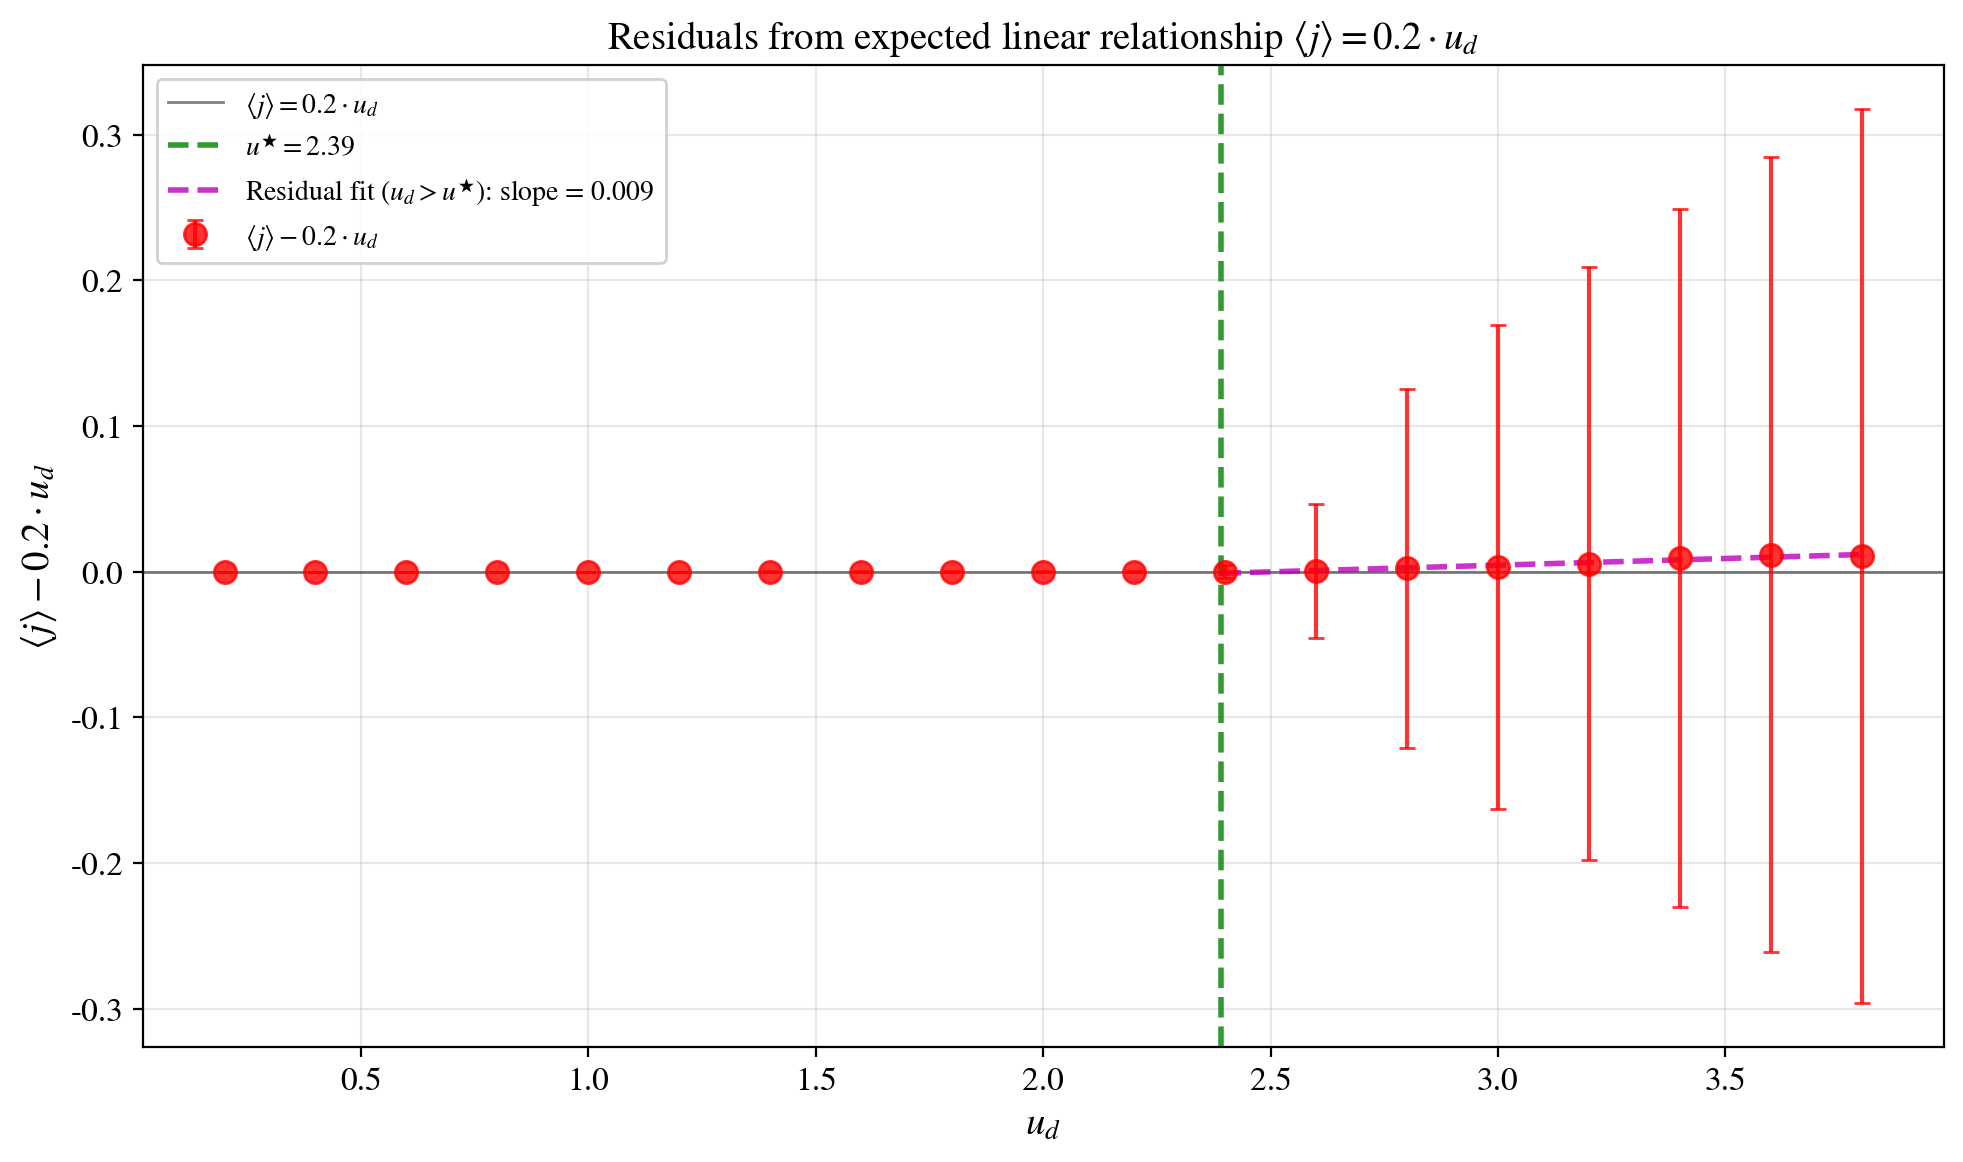 Residuals from expected linear relationship ⟨j⟩ = 0.2 · u_d
⟨j⟩ = 0.2 · u_d
u★ = 2.39
Residual fit (u_d > u★): slope = 0.009
⟨j⟩ − 0.2 · u_d
⟨j⟩ − 0.2 · u_d
0.3
0.2
0.1
0.0
-0.1
-0.2
-0.3
0.5 1.0 1.5 2.0 2.5 3.0 3.5
u_d